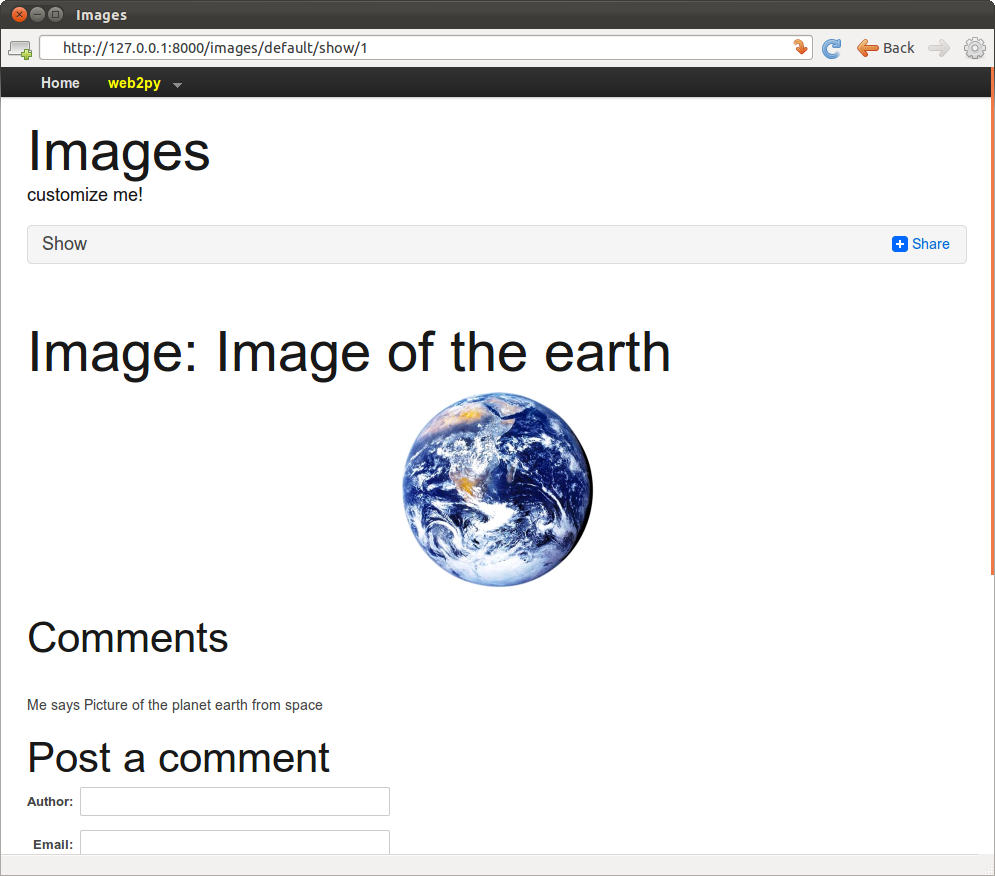 Images
http://127.0.0.1:8000/images/default/show/1
Back
Home web2py
Images
customize me!
Show
Share
Image: Image of the earth
Comments
Me says Picture of the planet earth from space
Post a comment
Author:
Email: